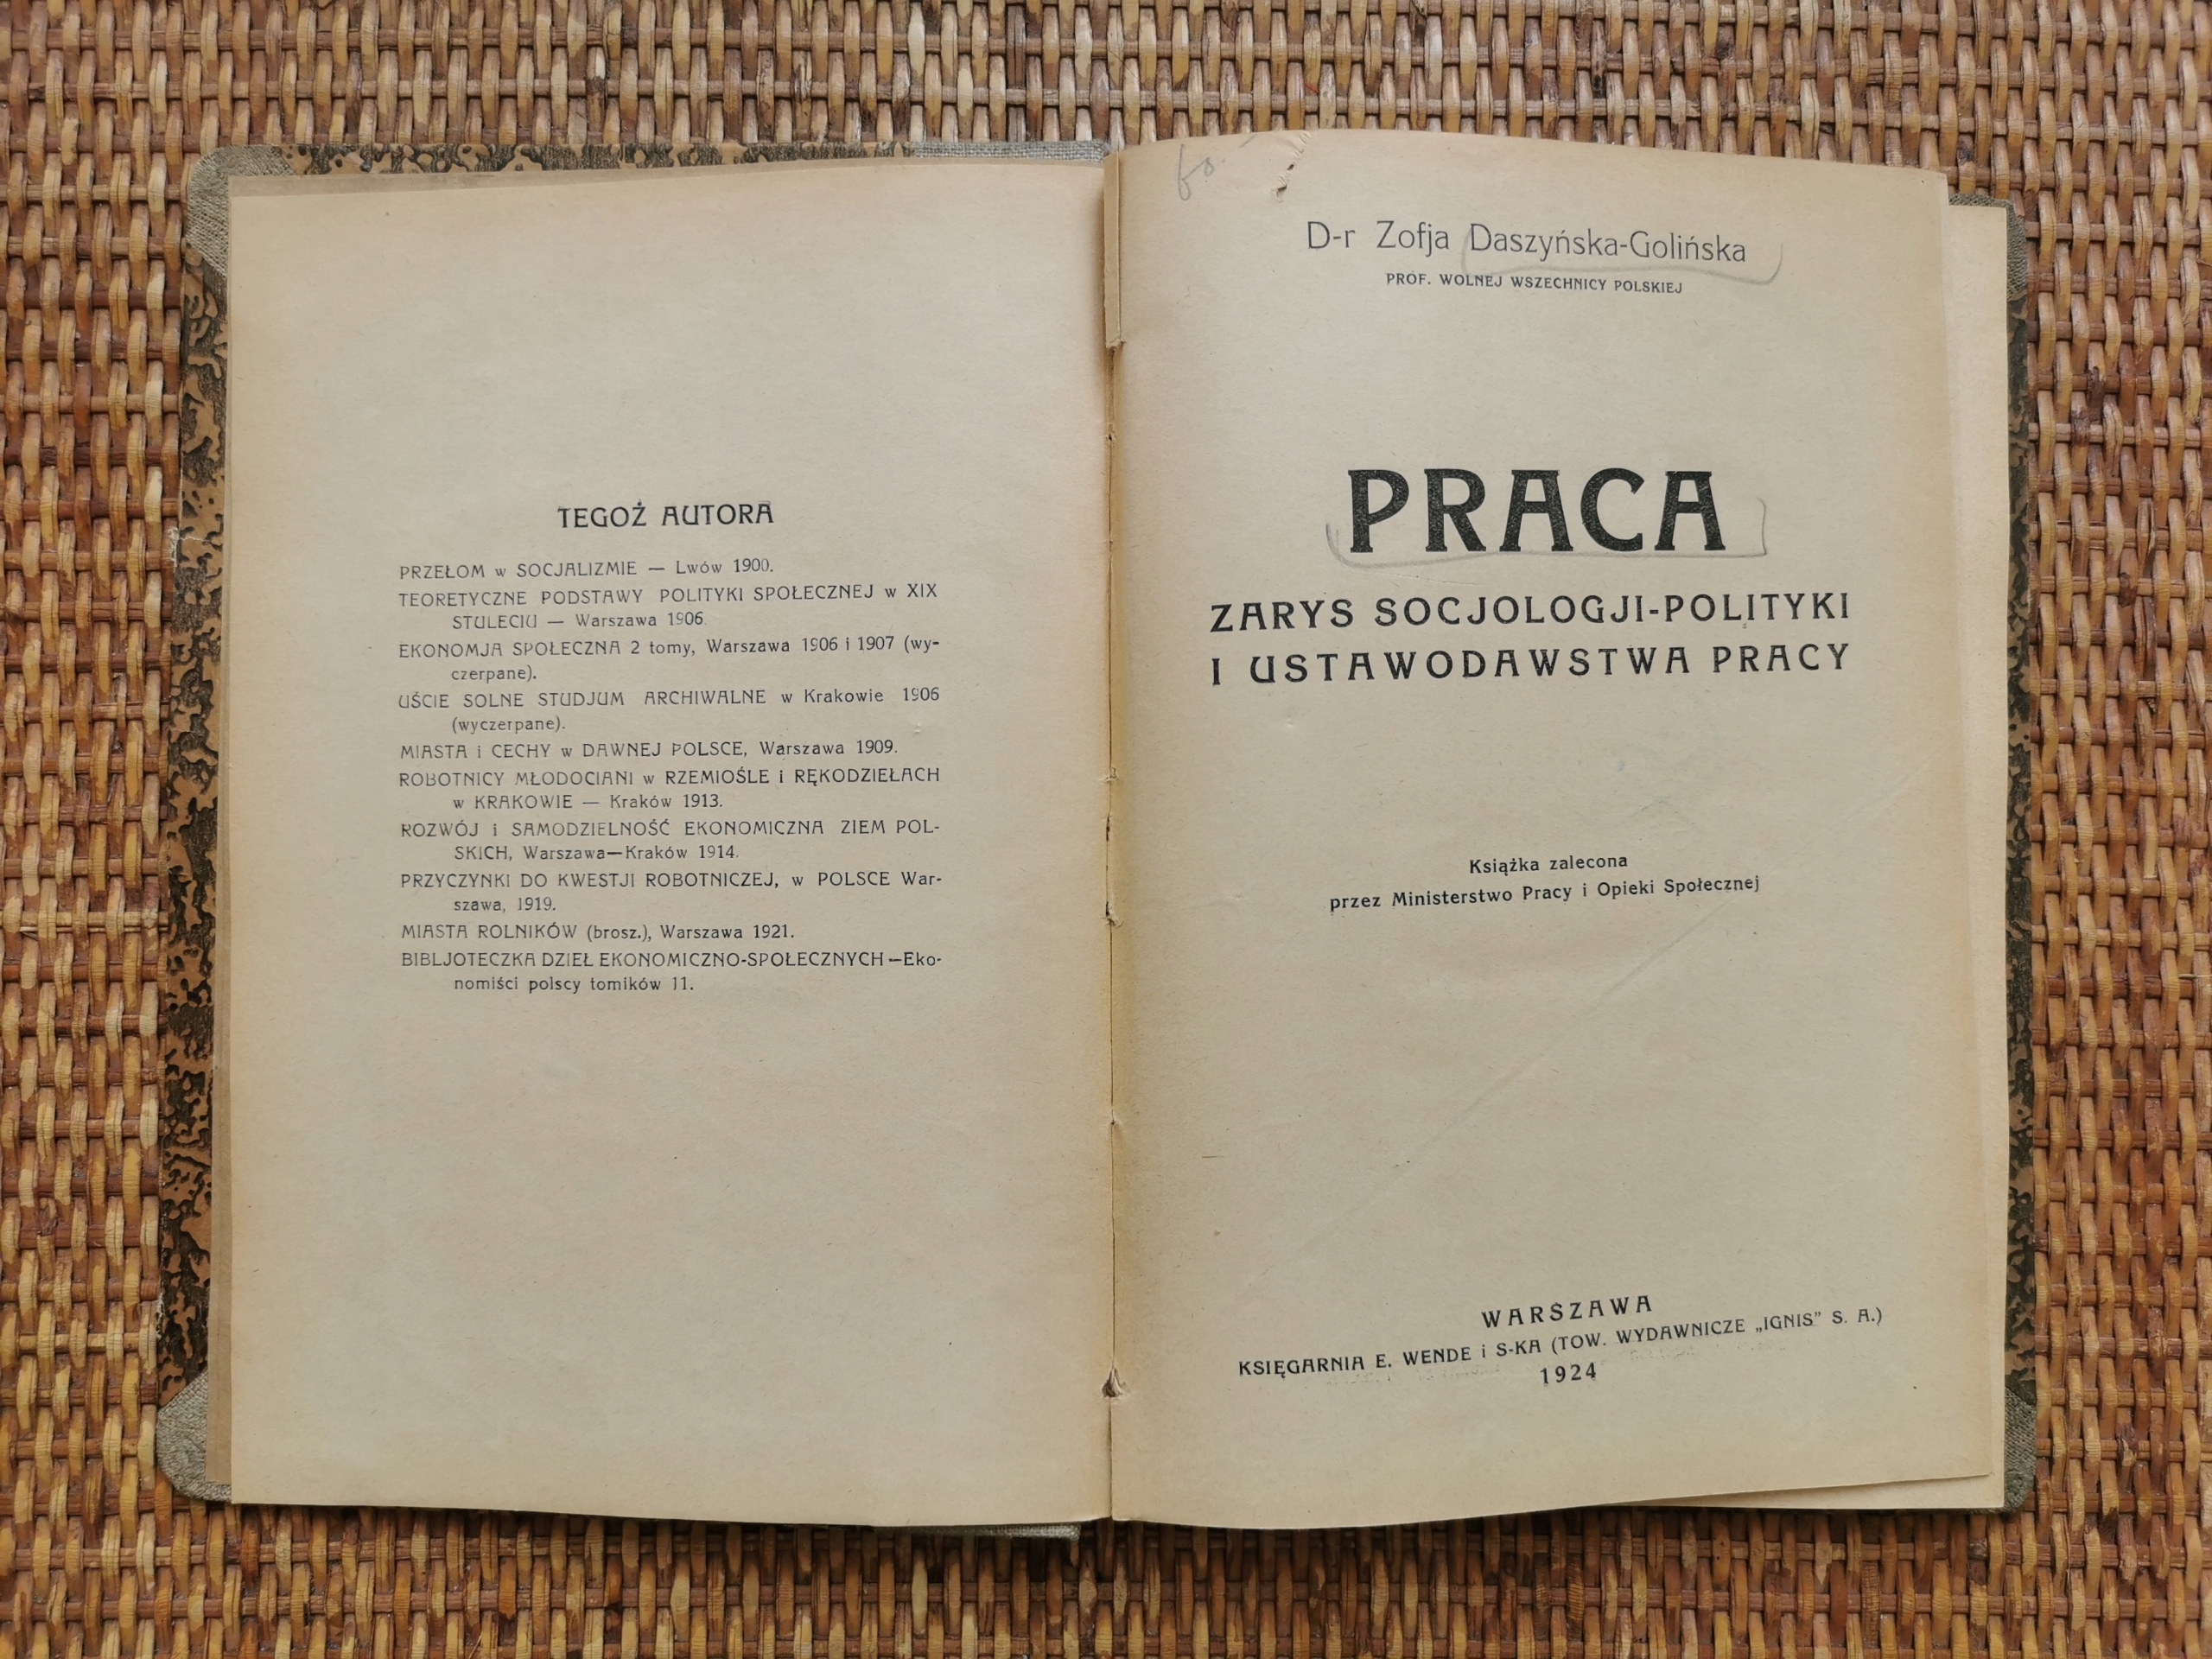 TEGOŻ AUTORA
PRZEŁOM w SOCJALIZMIE — Lwów 1900.
TEORETYCZNE PODSTAWY POLITYKI SPOŁECZNEJ w XIX
STULECIU — Warszawa 1906.
EKONOMJA SPOŁECZNA 2 tomy, Warszawa 1906 i 1907 (wy-
czerpane).
UŚCIE SOLNE STUDJUM ARCHIWALNE w Krakowie 1906
(wyczerpane).
MIASTA i CECHY w DAWNEJ POLSCE, Warszawa 1909.
ROBOTNICY MŁODOCIANI w RZEMIOŚLE i RĘKODZIEŁACH
w KRAKOWIE — Kraków 1913.
ROZWÓJ i SAMODZIELNOŚĆ EKONOMICZNA ZIEM POL-
SKICH, Warszawa—Kraków 1914.
PRZYCZYNKI DO KWESTJI ROBOTNICZEJ, w POLSCE War-
szawa, 1919.
MIASTA ROLNIKÓW (brosz.), Warszawa 1921.
BIBLJOTECZKA DZIEŁ EKONOMICZNO-SPOŁECZNYCH—Eko-
nomiści polscy tomików 11.
D-r Zofja Daszyńska-Golińska
PROF. WOLNEJ WSZECHNICY POLSKIEJ
PRACA
ZARYS SOCJOLOGJI-POLITYKI
I USTAWODAWSTWA PRACY
Książka zalecona
przez Ministerstwo Pracy i Opieki Społecznej
WARSZAWA
KSIĘGARNIA E. WENDE i S-KA (TOW. WYDAWNICZE „IGNIS” S. A.)
1924